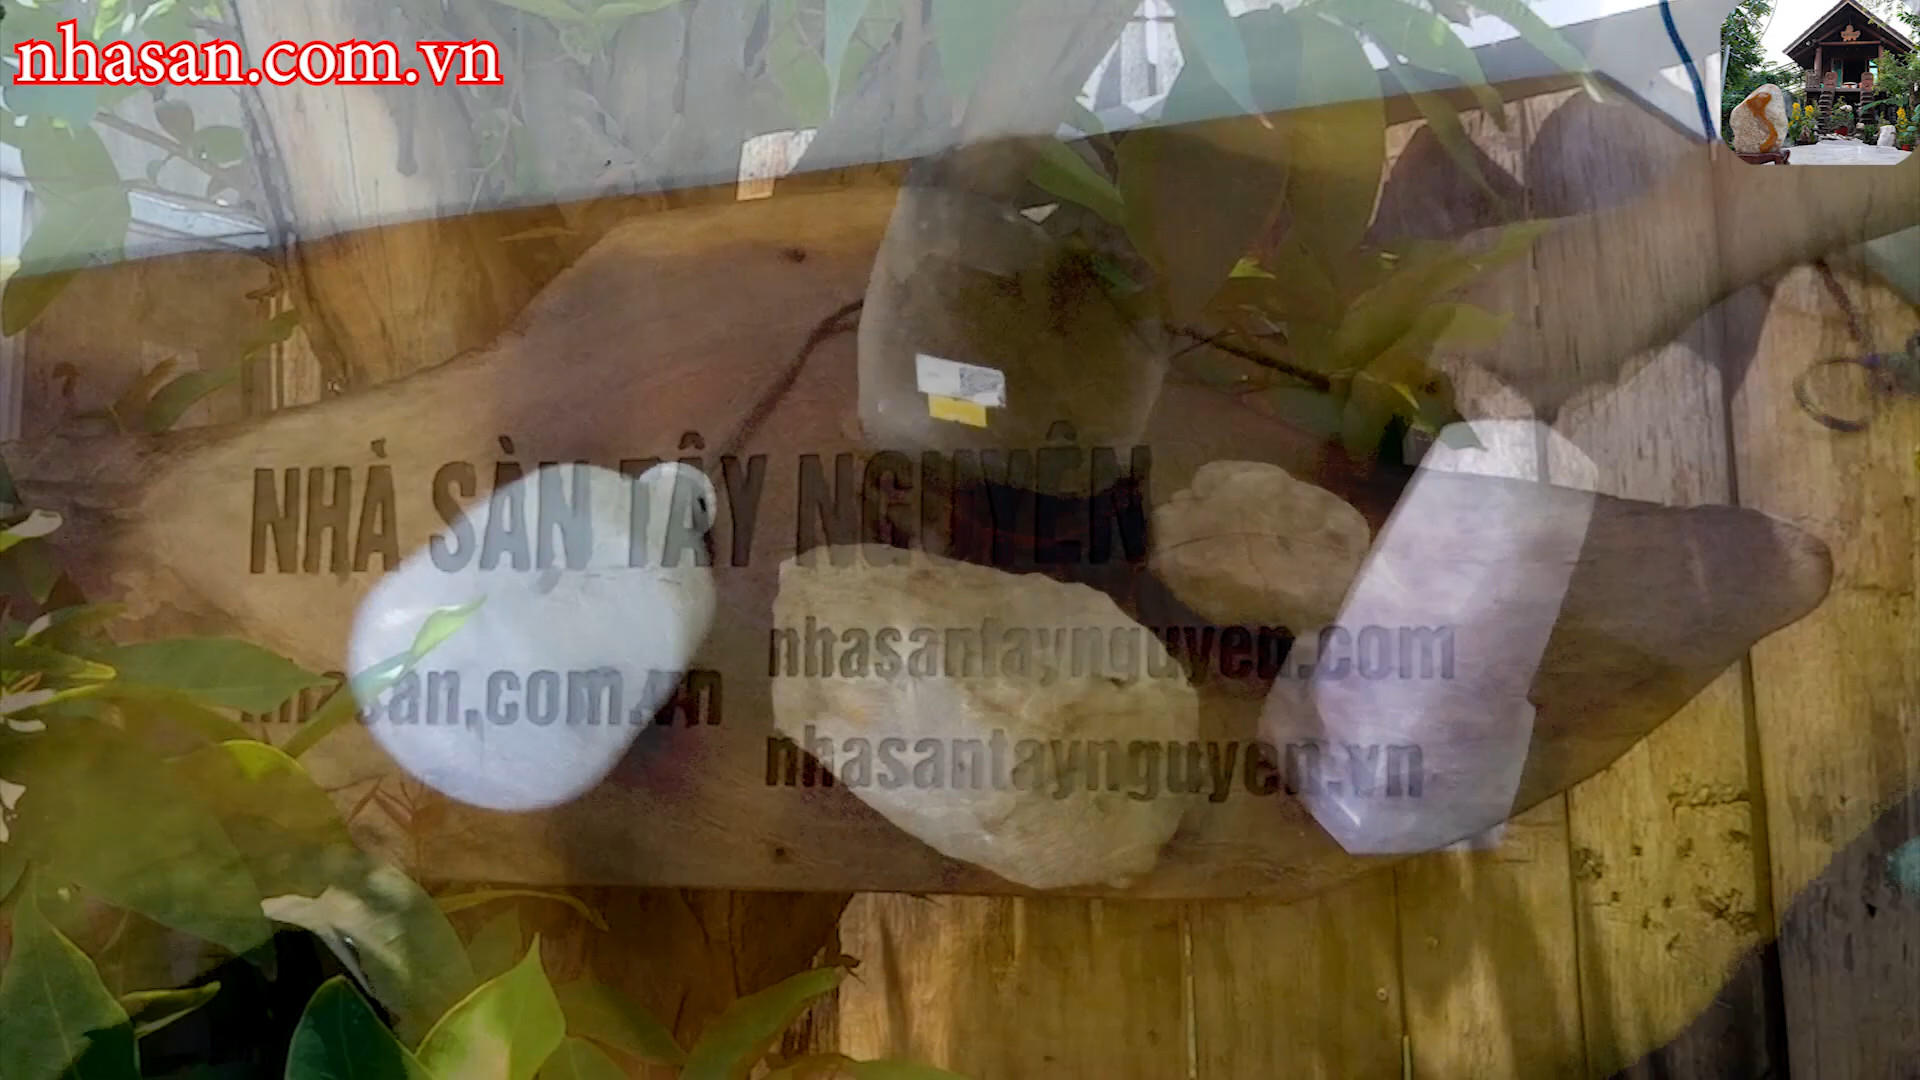 nhasan.com.vn
NHÀ SÀN TÂY NGUYÊN
nhasan.com.vn
nhasantaynguyen.com
nhasantaynguyen.vn